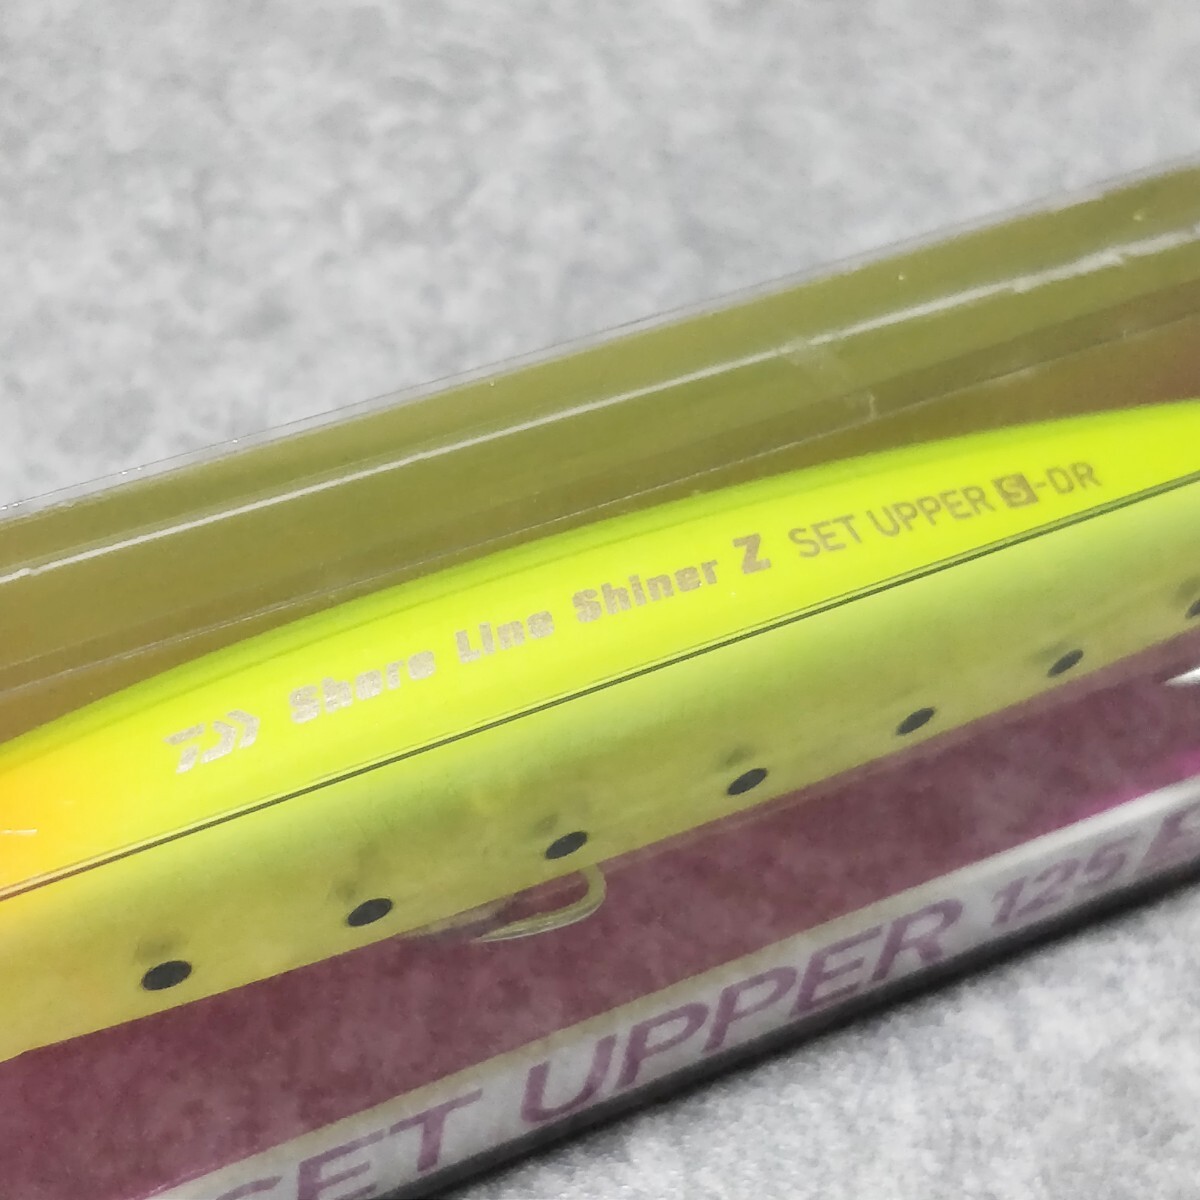 Shore Line Shiner Z SET UPPER S-DR
SET UPPER 125